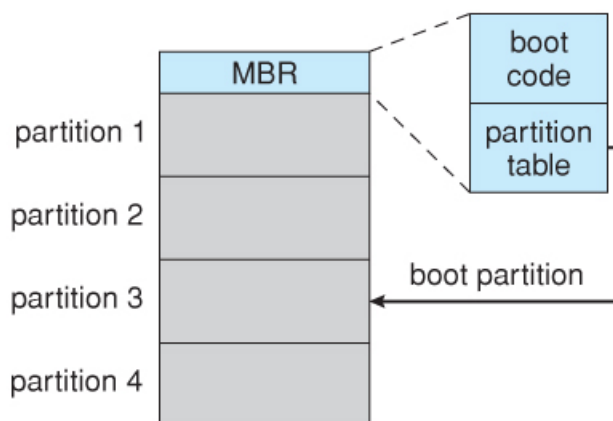 MBR
boot
code
partition
table
partition 1
partition 2
boot partition
partition 3
partition 4